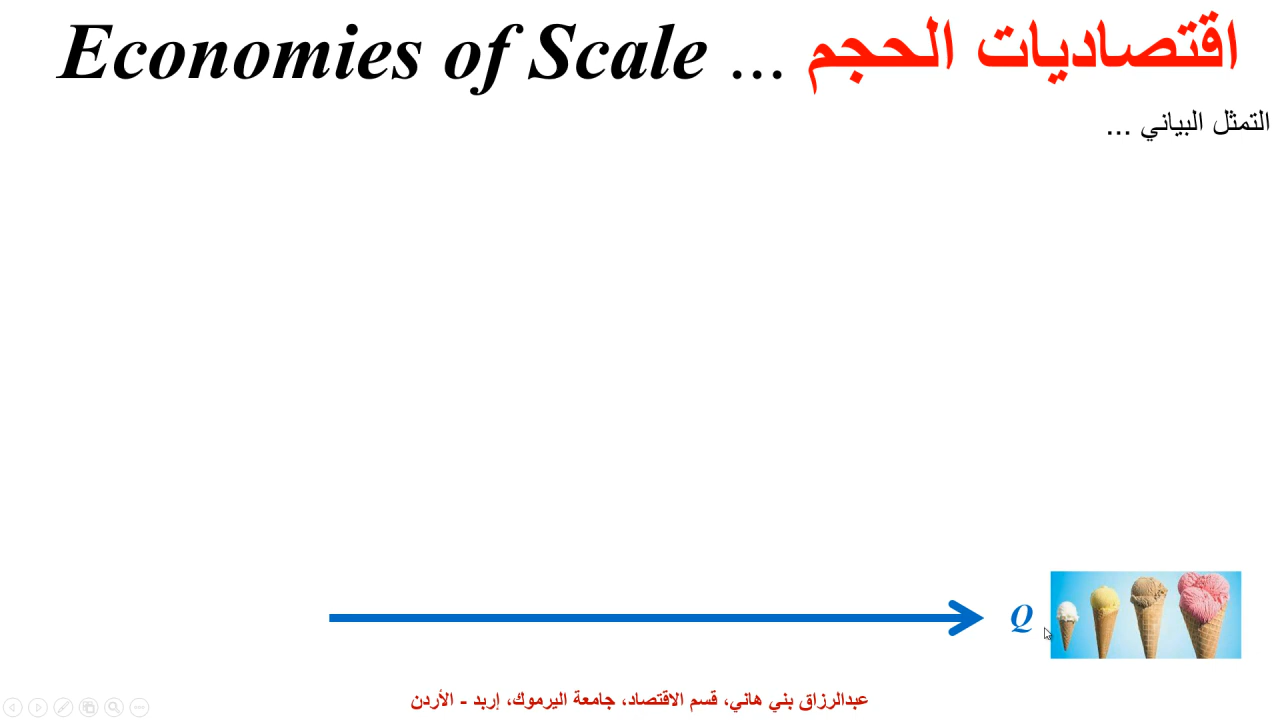 اقتصاديات الحجم ... Economies of Scale
التمثل البياني ...
Q
عبدالرزاق بني هاني، قسم الاقتصاد، جامعة اليرموك، إربد - الأردن